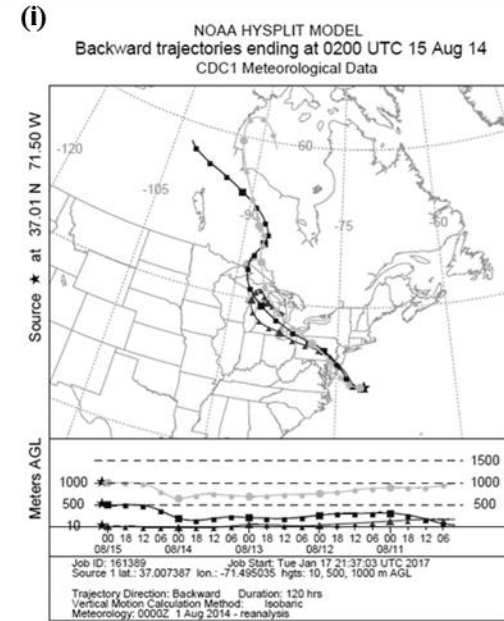 (i)
NOAA HYSPLIT MODEL
Backward trajectories ending at 0200 UTC 15 Aug 14
CDC1 Meteorological Data
Source ★ at 37.01 N 71.50 W
-120
-105
-90
-75
-60
60
Meters AGL
1500
1000 1000
500 500
10
00 18 12 06 00 18 12 06 00 18 12 06 00 18 12 06 00 18 12 06
08/15 08/14 08/13 08/12 08/11
Job ID: 161389 Job Start: Tue Jan 17 21:37:03 UTC 2017
Source 1 lat.: 37.007387 lon.: -71.495035 hgts: 10, 500, 1000 m AGL
Trajectory Direction: Backward Duration: 120 hrs
Vertical Motion Calculation Method: Isobaric
Meteorology: 0000Z 1 Aug 2014 - reanalysis